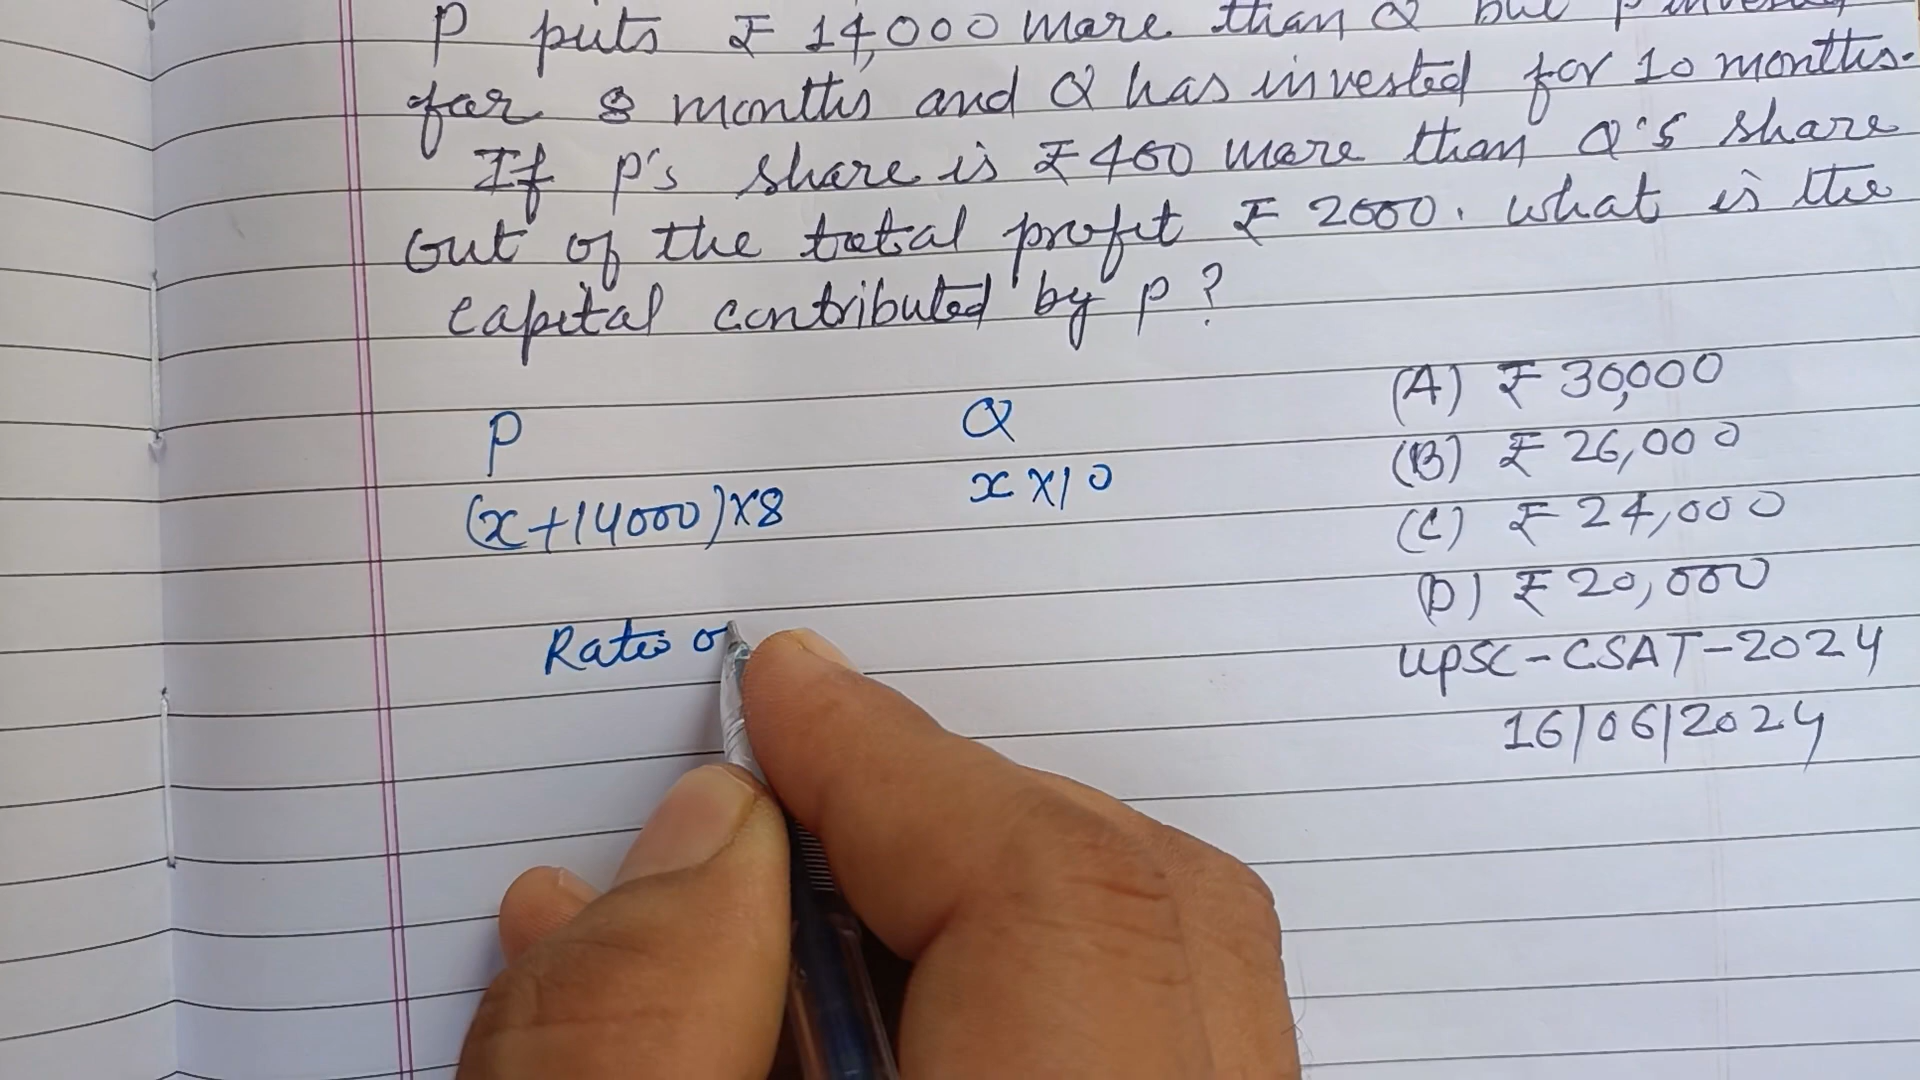 P puts ₹ 14,000 more than Q but P
for 8 months and Q has invested for 10 months.
If P's share is ₹ 400 more than Q's share
out of the total profit ₹ 2000. what is the
capital contributed by P?
P Q
(x+14000)×8 x×10
Ratio o
(A) ₹ 30,000
(B) ₹ 26,000
(C) ₹ 24,000
(D) ₹ 20,000
UPSC-CSAT-2024
16/06/2024